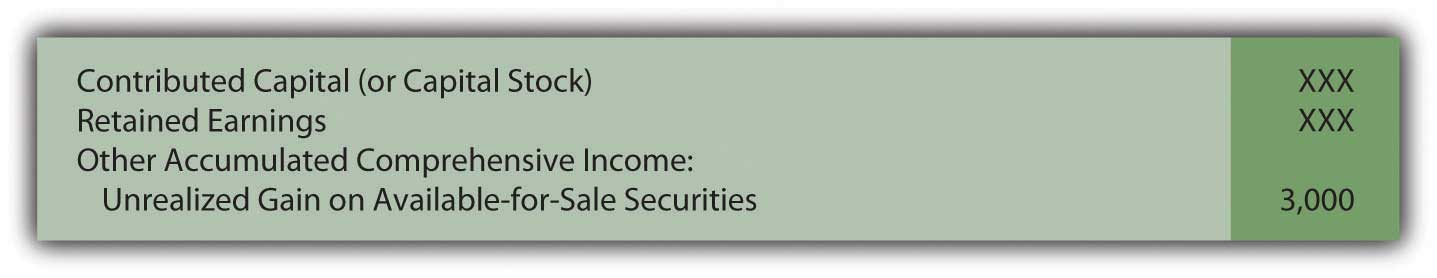 Contributed Capital (or Capital Stock) XXX
Retained Earnings XXX
Other Accumulated Comprehensive Income:
Unrealized Gain on Available-for-Sale Securities 3,000